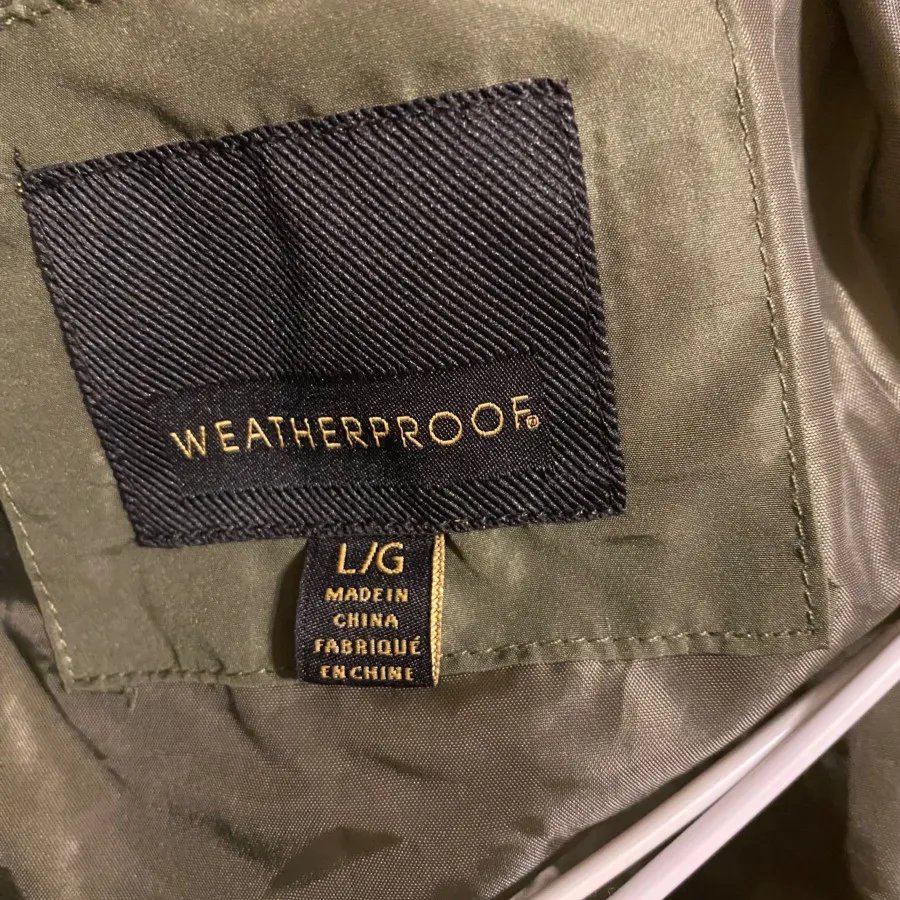 WEATHERPROOF®
L/G
MADE IN
CHINA
FABRIQUÉ
EN CHINE